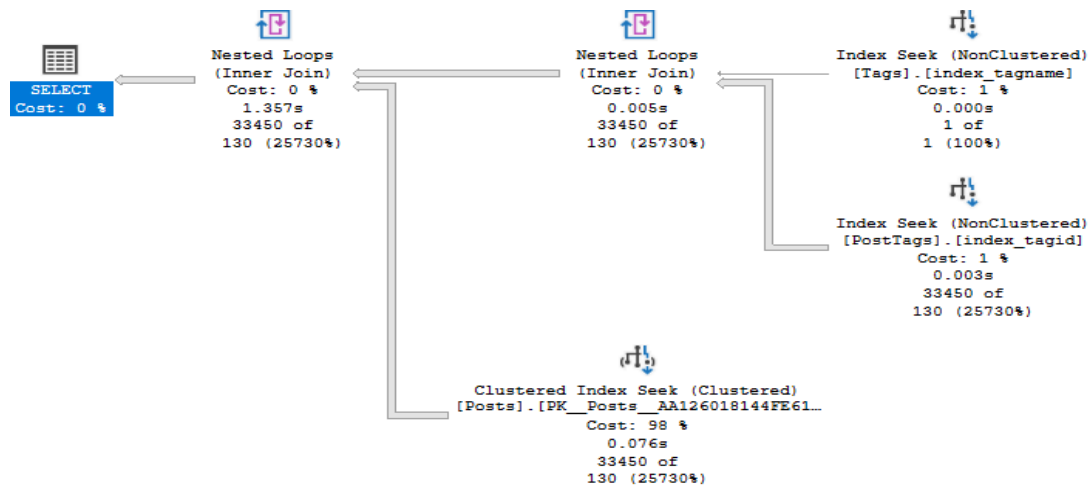 SELECT
Cost: 0 %
Nested Loops
(Inner Join)
Cost: 0 %
1.357s
33450 of
130 (25730%)
Nested Loops
(Inner Join)
Cost: 0 %
0.005s
33450 of
130 (25730%)
Index Seek (NonClustered)
[Tags].[index_tagname]
Cost: 1 %
0.000s
1 of
1 (100%)
Index Seek (NonClustered)
[PostTags].[index_tagid]
Cost: 1 %
0.003s
33450 of
130 (25730%)
Clustered Index Seek (Clustered)
[Posts].[PK__Posts__AA126018144FE61…
Cost: 98 %
0.076s
33450 of
130 (25730%)